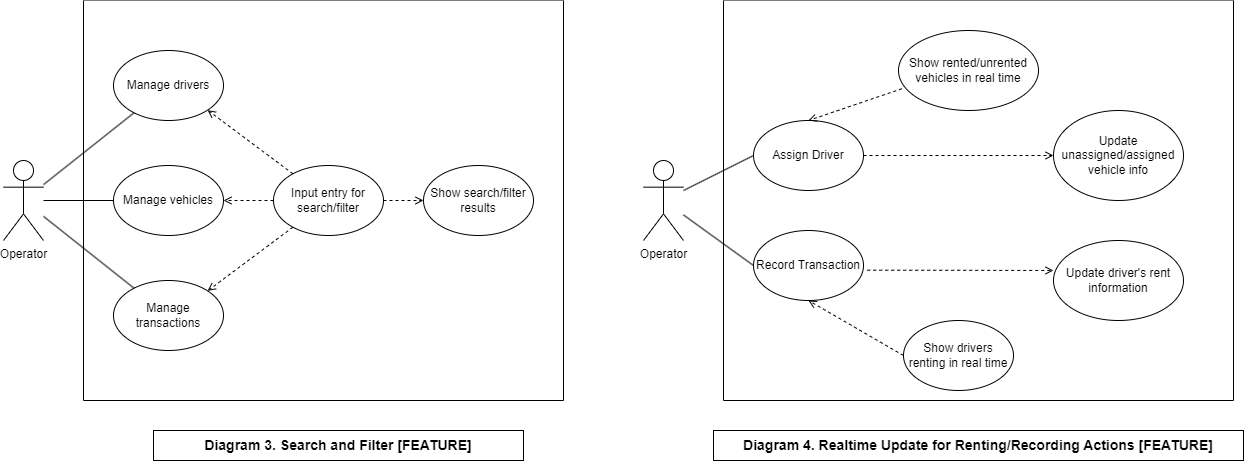 Manage drivers
Operator
Manage vehicles
Input entry for
search/filter
Show search/filter
results
Manage
transactions
Diagram 3. Search and Filter [FEATURE]
Show rented/unrented
vehicles in real time
Operator
Assign Driver
Update
unassigned/assigned
vehicle info
Record Transaction
Update driver's rent
information
Show drivers
renting in real time
Diagram 4. Realtime Update for Renting/Recording Actions [FEATURE]